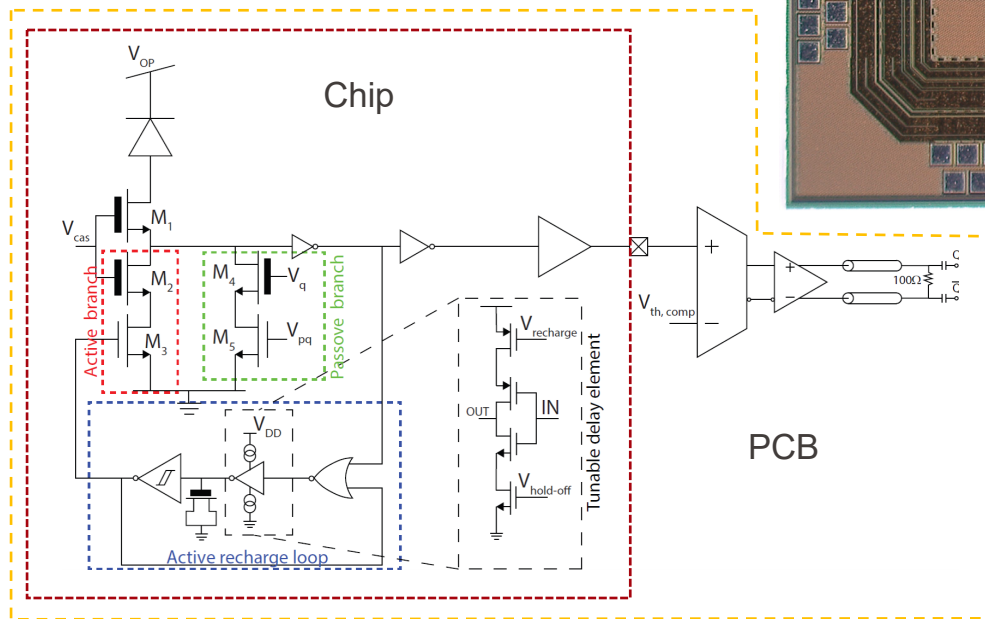 V_OP
Chip
M_1
V_cas
M_2
M_3
Active branch
M_4
V_q
M_5
V_pq
Passove branch
V_DD
Active recharge loop
V_recharge
OUT
IN
V_hold-off
Tunable delay element
+
V_th, comp
−
+
−
100Ω
Q
Q̅
PCB